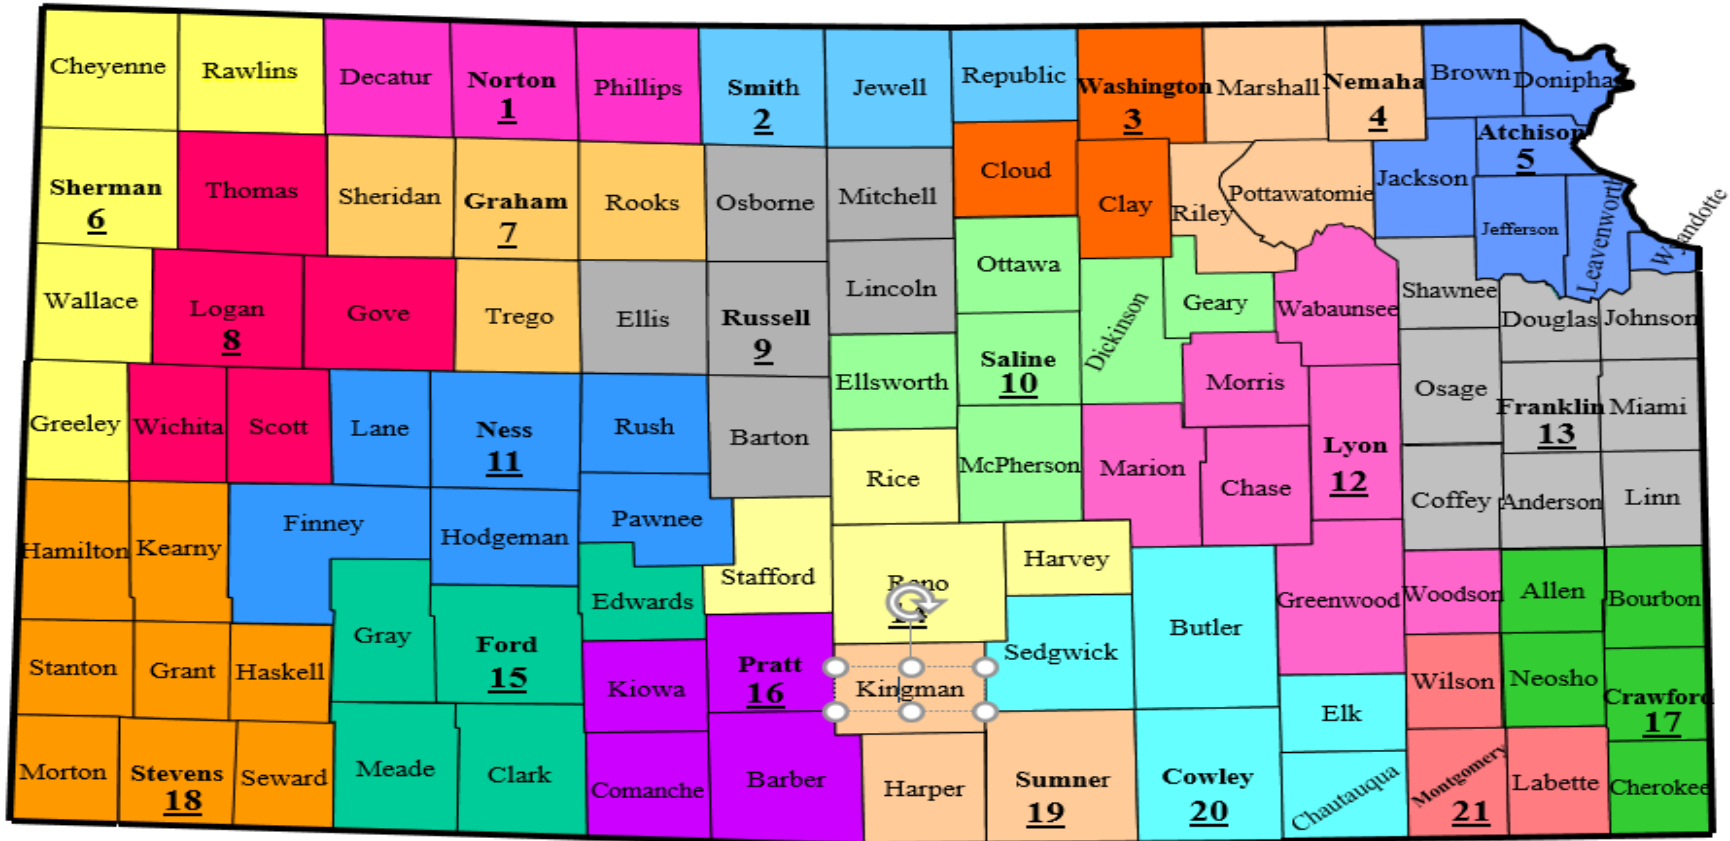 Cheyenne
Rawlins
Decatur
Norton
1
Phillips
Smith
2
Jewell
Republic
Washington
3
Marshall
Nemaha
4
Brown
Donipha
Sherman
6
Thomas
Sheridan
Graham
7
Rooks
Osborne
Mitchell
Cloud
Clay
Riley
Pottawatomie
Jackson
Atchison
5
Jefferson
Leavenworth
Wyandotte
Wallace
Logan
8
Gove
Trego
Ellis
Russell
9
Lincoln
Ottawa
Dickinson
Geary
Wabaunsee
Shawnee
Douglas
Johnson
Greeley
Wichita
Scott
Lane
Ness
11
Rush
Barton
Ellsworth
Saline
10
Morris
Lyon
12
Osage
Franklin
13
Miami
Hamilton
Kearny
Finney
Hodgeman
Pawnee
Stafford
Rice
McPherson
Marion
Chase
Coffey
Anderson
Linn
Gray
Ford
15
Edwards
Reno
Harvey
Sedgwick
Butler
Greenwood
Woodson
Allen
Bourbon
Stanton
Grant
Haskell
Kiowa
Pratt
16
Kingman
Elk
Wilson
Neosho
Crawford
17
Morton
Stevens
18
Seward
Meade
Clark
Comanche
Barber
Harper
Sumner
19
Cowley
20
Chautauqua
Montgomery
21
Labette
Cherokee